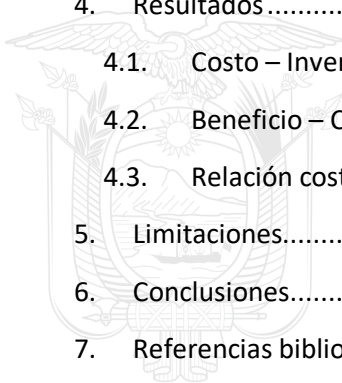 4. Resultados...........
4.1. Costo – Inver
4.2. Beneficio – C
4.3. Relación cost
5. Limitaciones........
6. Conclusiones.......
7. Referencias biblio